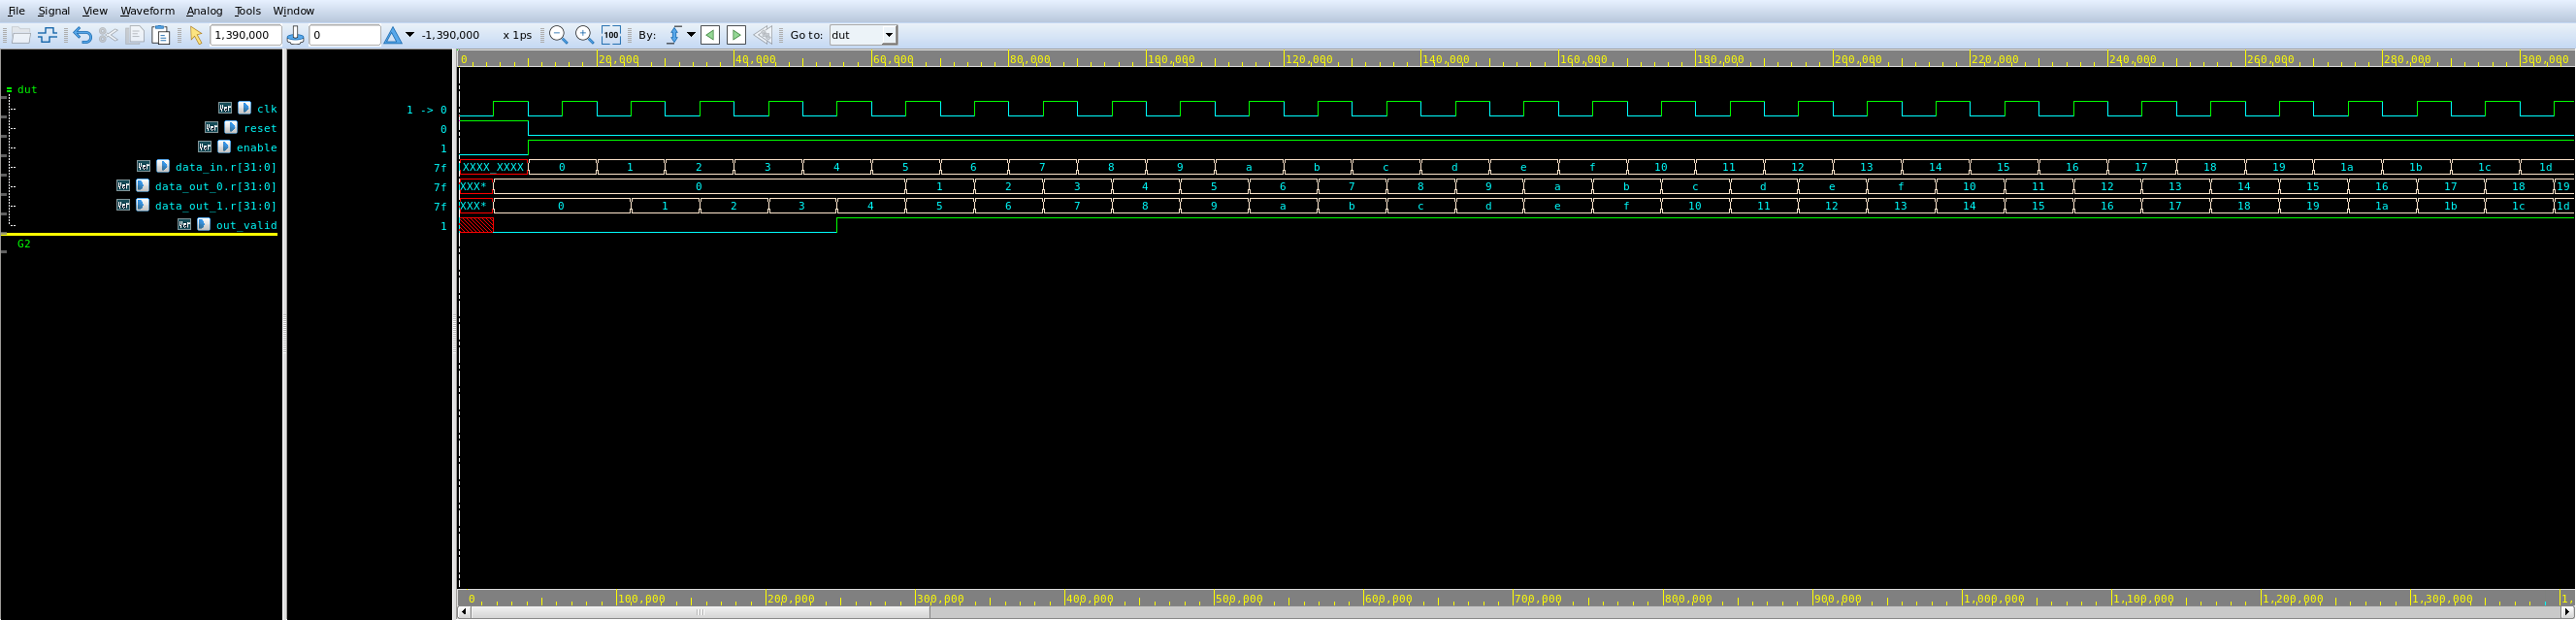 File Signal View Waveform Analog Tools Window
1,390,000 0 -1,390,000 x 1ps 100 By: Go to: dut
0 20,000 40,000 60,000 80,000 100,000 120,000 140,000 160,000 180,000 200,000 220,000 240,000 260,000 280,000 300,000
dut
Ver clk 1 -> 0
Ver reset 0
Ver enable 1
Ver data_in.r[31:0] 7f XXXX_XXXX 0 1 2 3 4 5 6 7 8 9 a b c d e f 10 11 12 13 14 15 16 17 18 19 1a 1b 1c 1d
Ver data_out_0.r[31:0] 7f XXX* 0 1 2 3 4 5 6 7 8 9 a b c d e f 10 11 12 13 14 15 16 17 18 19
Ver data_out_1.r[31:0] 7f XXX* 0 1 2 3 4 5 6 7 8 9 a b c d e f 10 11 12 13 14 15 16 17 18 19 1a 1b 1c 1d
Ver out_valid 1
G2
0 100,000 200,000 300,000 400,000 500,000 600,000 700,000 800,000 900,000 1,000,000 1,100,000 1,200,000 1,300,000 1,